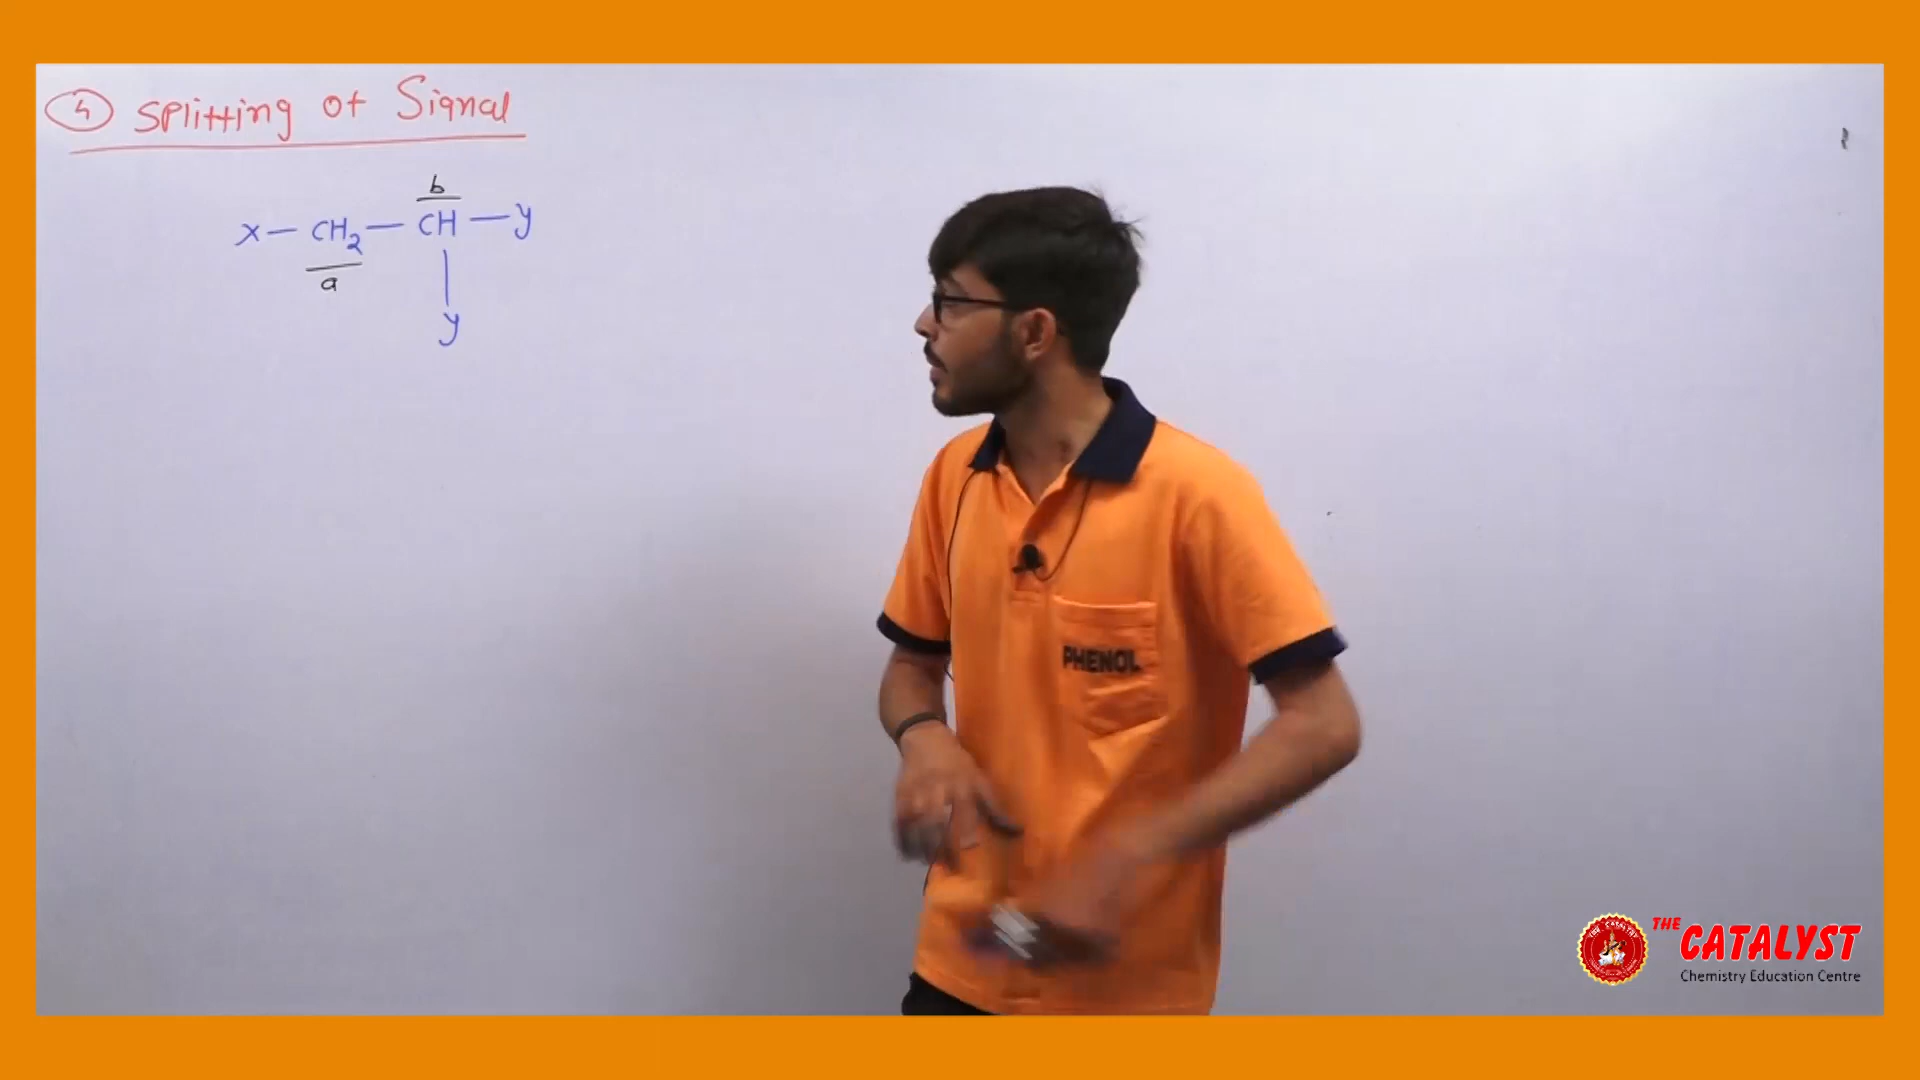 4 Splitting of Signal
b
X — CH2 — CH — y
a
|
y
PHENOL
THE CATALYST
Chemistry Education Centre